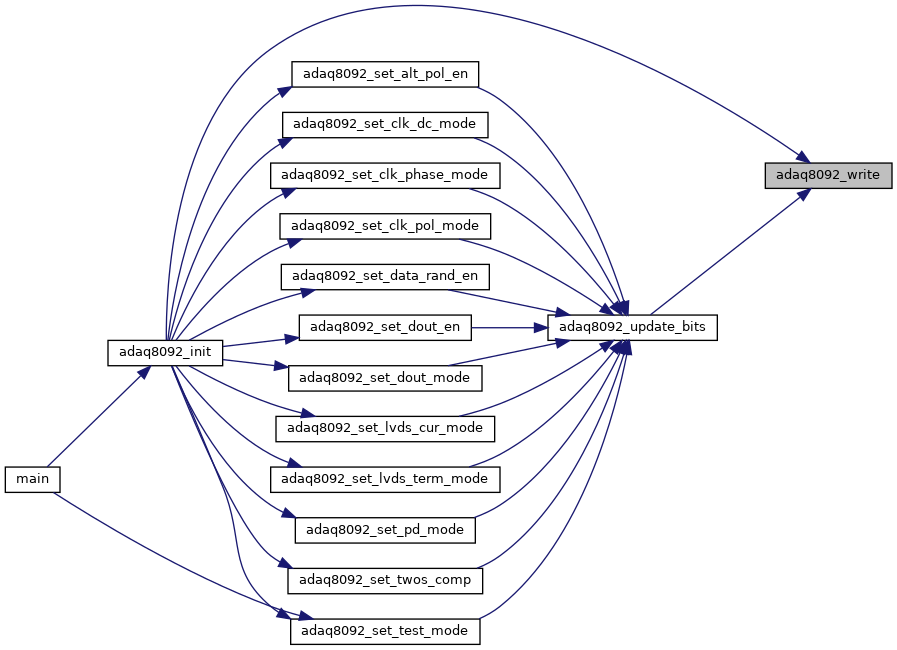 adaq8092_set_alt_pol_en
adaq8092_set_clk_dc_mode
adaq8092_set_clk_phase_mode
adaq8092_write
adaq8092_set_clk_pol_mode
adaq8092_set_data_rand_en
adaq8092_set_dout_en
adaq8092_update_bits
adaq8092_init
adaq8092_set_dout_mode
adaq8092_set_lvds_cur_mode
adaq8092_set_lvds_term_mode
main
adaq8092_set_pd_mode
adaq8092_set_twos_comp
adaq8092_set_test_mode